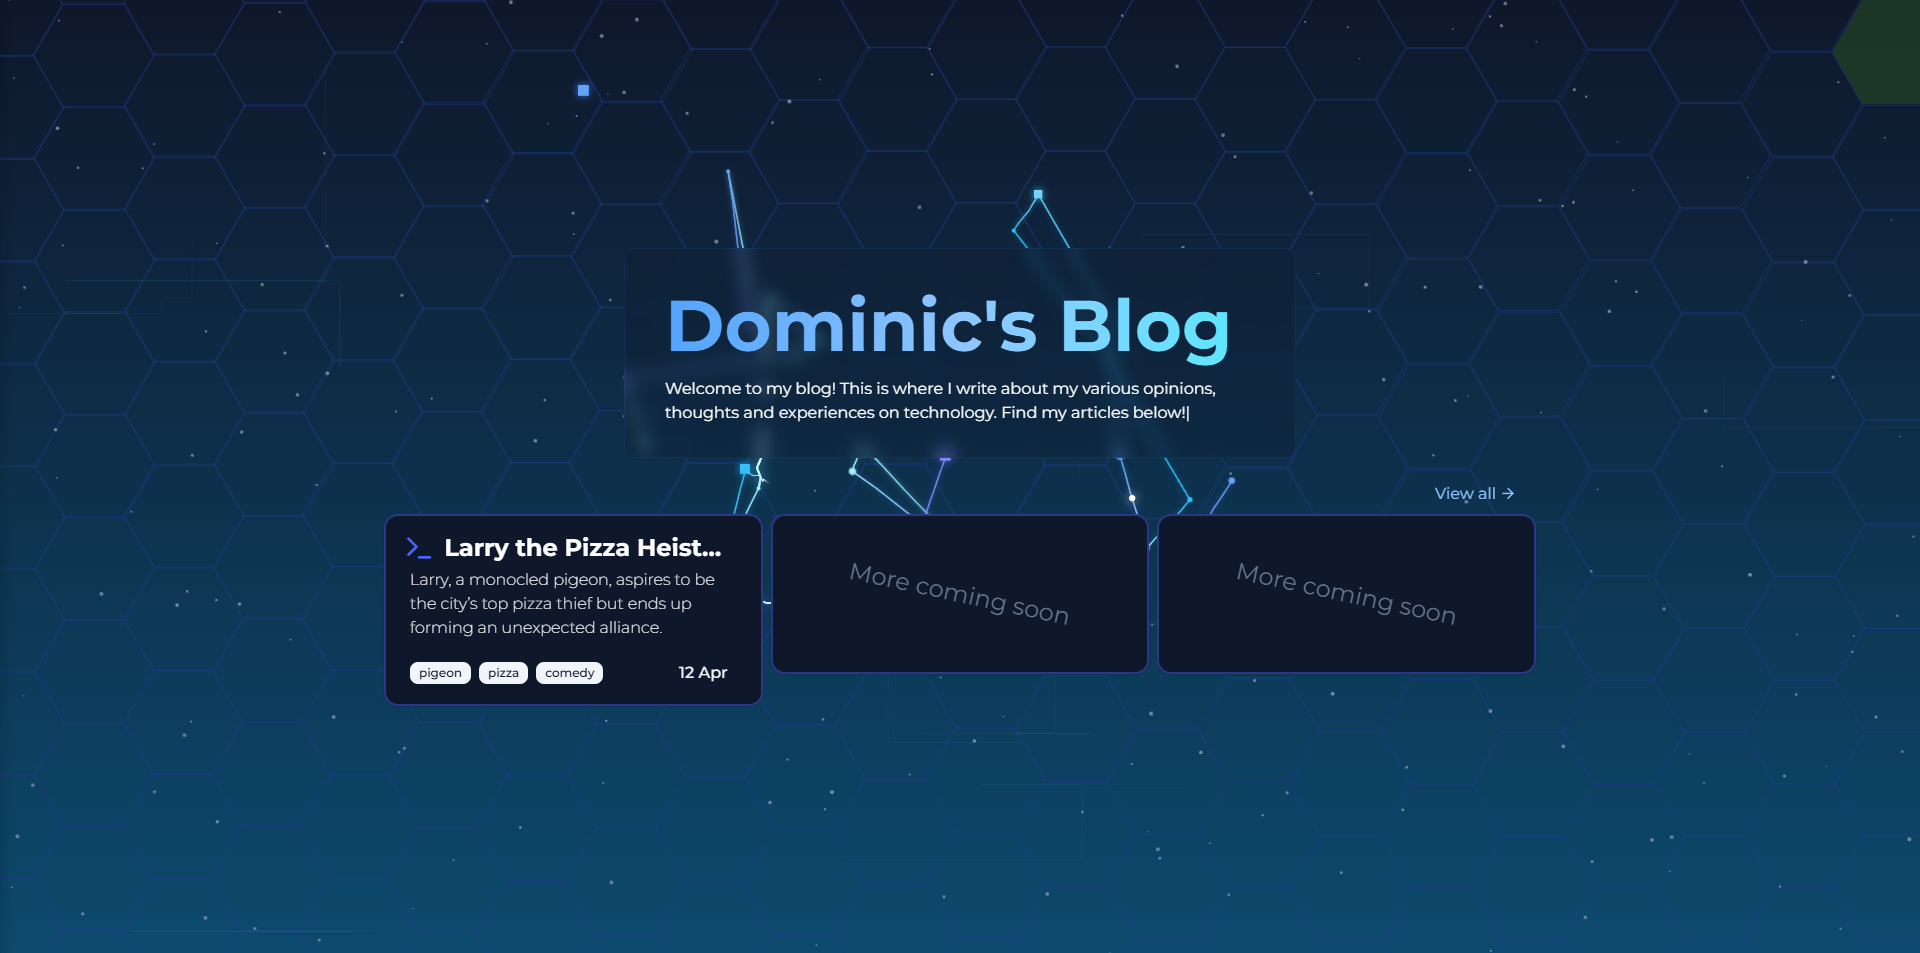 Dominic's Blog
Welcome to my blog! This is where I write about my various opinions,
thoughts and experiences on technology. Find my articles below!|
View all →
Larry the Pizza Heist...
Larry, a monocled pigeon, aspires to be
the city’s top pizza thief but ends up
forming an unexpected alliance.
pigeon pizza comedy 12 Apr
More coming soon
More coming soon